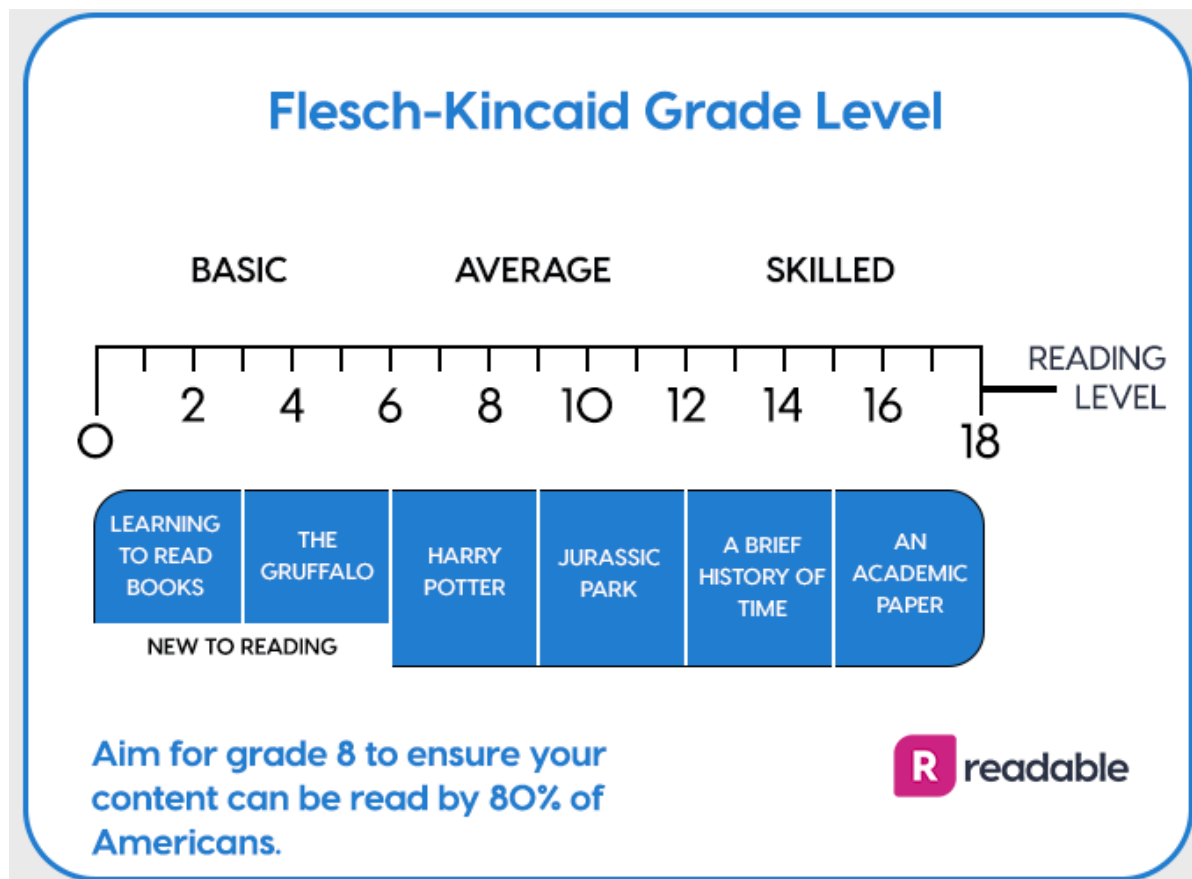 Flesch-Kincaid Grade Level
BASIC AVERAGE SKILLED
READING
LEVEL
0 2 4 6 8 10 12 14 16 18
LEARNING
TO READ
BOOKS
THE
GRUFFALO
HARRY
POTTER
JURASSIC
PARK
A BRIEF
HISTORY OF
TIME
AN
ACADEMIC
PAPER
NEW TO READING
Aim for grade 8 to ensure your
content can be read by 80% of
Americans.
R readable